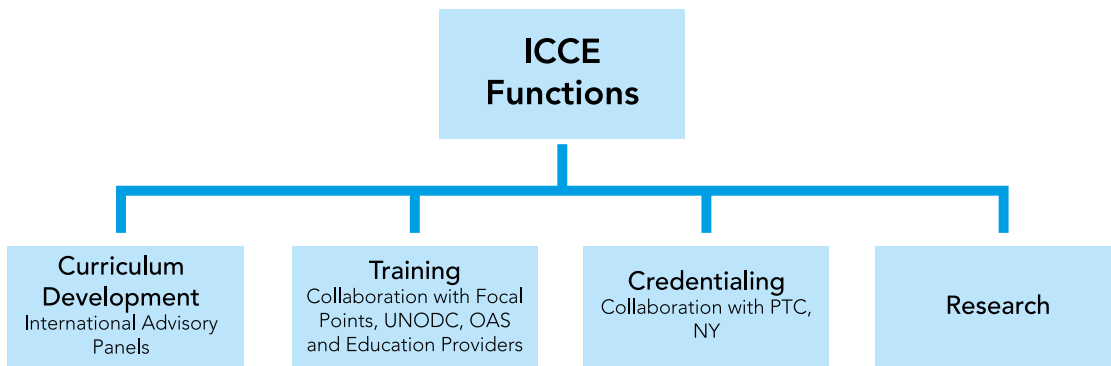 ICCE
Functions
Curriculum
Development
International Advisory
Panels
Training
Collaboration with Focal
Points, UNODC, OAS
and Education Providers
Credentialing
Collaboration with PTC,
NY
Research